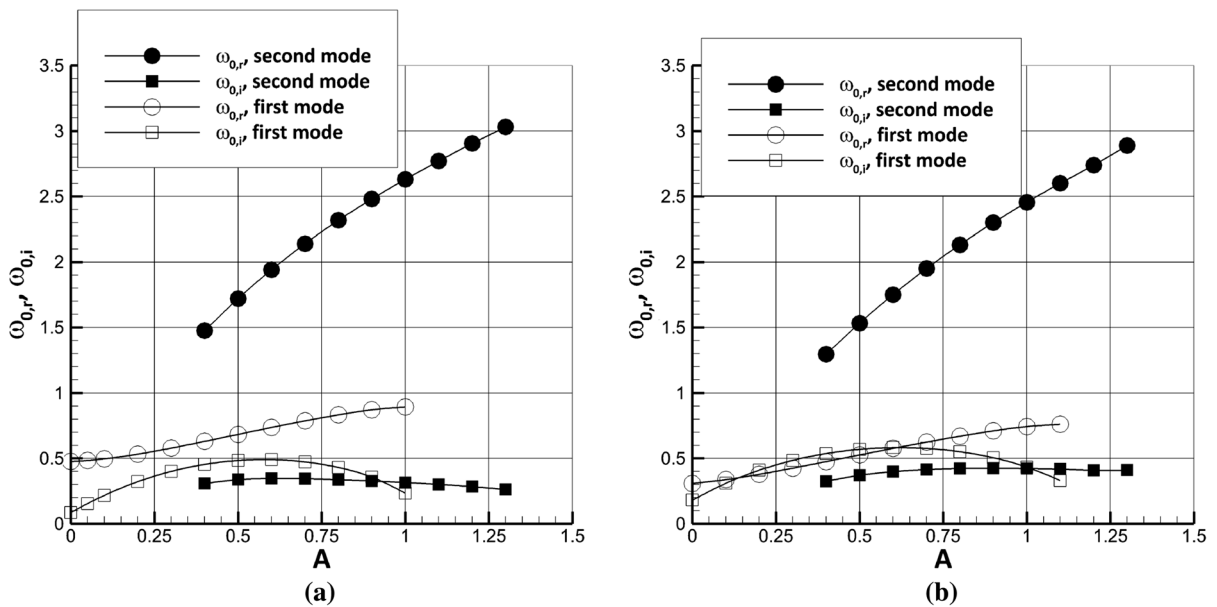 ω0,r, second mode
ω0,i, second mode
ω0,r, first mode
ω0,i, first mode
3.5
3
2.5
2
1.5
1
0.5
0
ω0,r, ω0,i
0 0.25 0.5 0.75 1 1.25 1.5
A
(a)
ω0,r, second mode
ω0,i, second mode
ω0,r, first mode
ω0,i, first mode
3.5
3
2.5
2
1.5
1
0.5
0
ω0,r, ω0,i
0 0.25 0.5 0.75 1 1.25 1.5
A
(b)